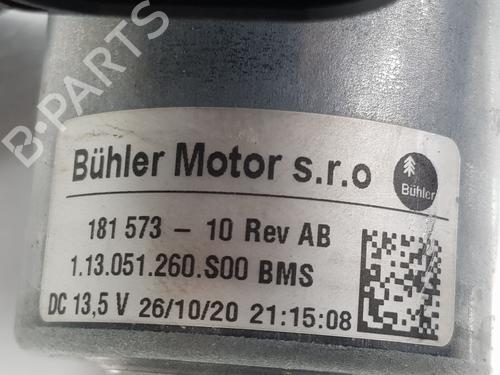 Bühler Motor s.r.o
Bühler
181 573 - 10 Rev AB
1.13.051.260.S00 BMS
DC 13,5 V 26/10/20 21:15:08
B-PARTS